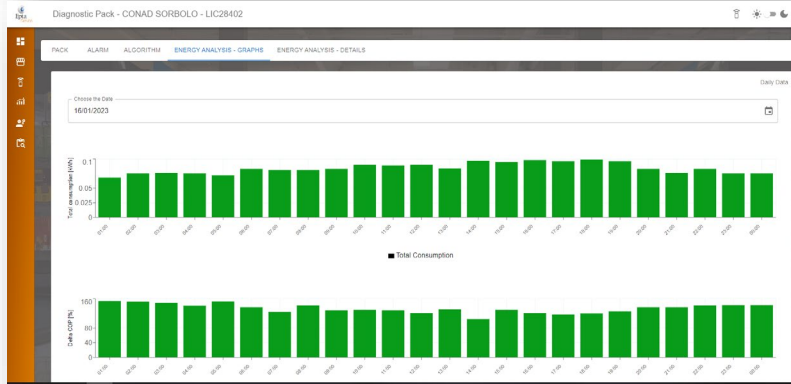 Diagnostic Pack - CONAD SORBOLO - LIC28402
PACK ALARM ALGORITHM ENERGY ANALYSIS - GRAPHS ENERGY ANALYSIS - DETAILS
Daily Data
Choose the Date
16/01/2023
Total consumption [kWh]
0.1
0.05
0.025
0
01:00 02:00 03:00 04:00 05:00 06:00 07:00 08:00 09:00 10:00 11:00 12:00 13:00 14:00 15:00 16:00 17:00 18:00 19:00 20:00 21:00 22:00 23:00 00:00
Total Consumption
Delta COP [%]
160
80
40
0
01:00 02:00 03:00 04:00 05:00 06:00 07:00 08:00 09:00 10:00 11:00 12:00 13:00 14:00 15:00 16:00 17:00 18:00 19:00 20:00 21:00 22:00 23:00 00:00